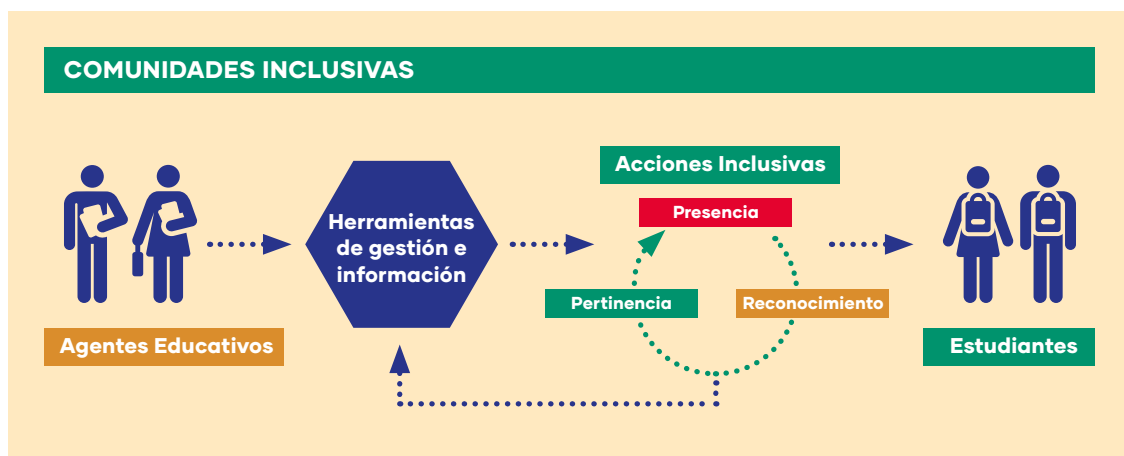 COMUNIDADES INCLUSIVAS
Acciones Inclusivas
Presencia
Herramientas
de gestión e
información
Pertinencia
Reconocimiento
Agentes Educativos
Estudiantes